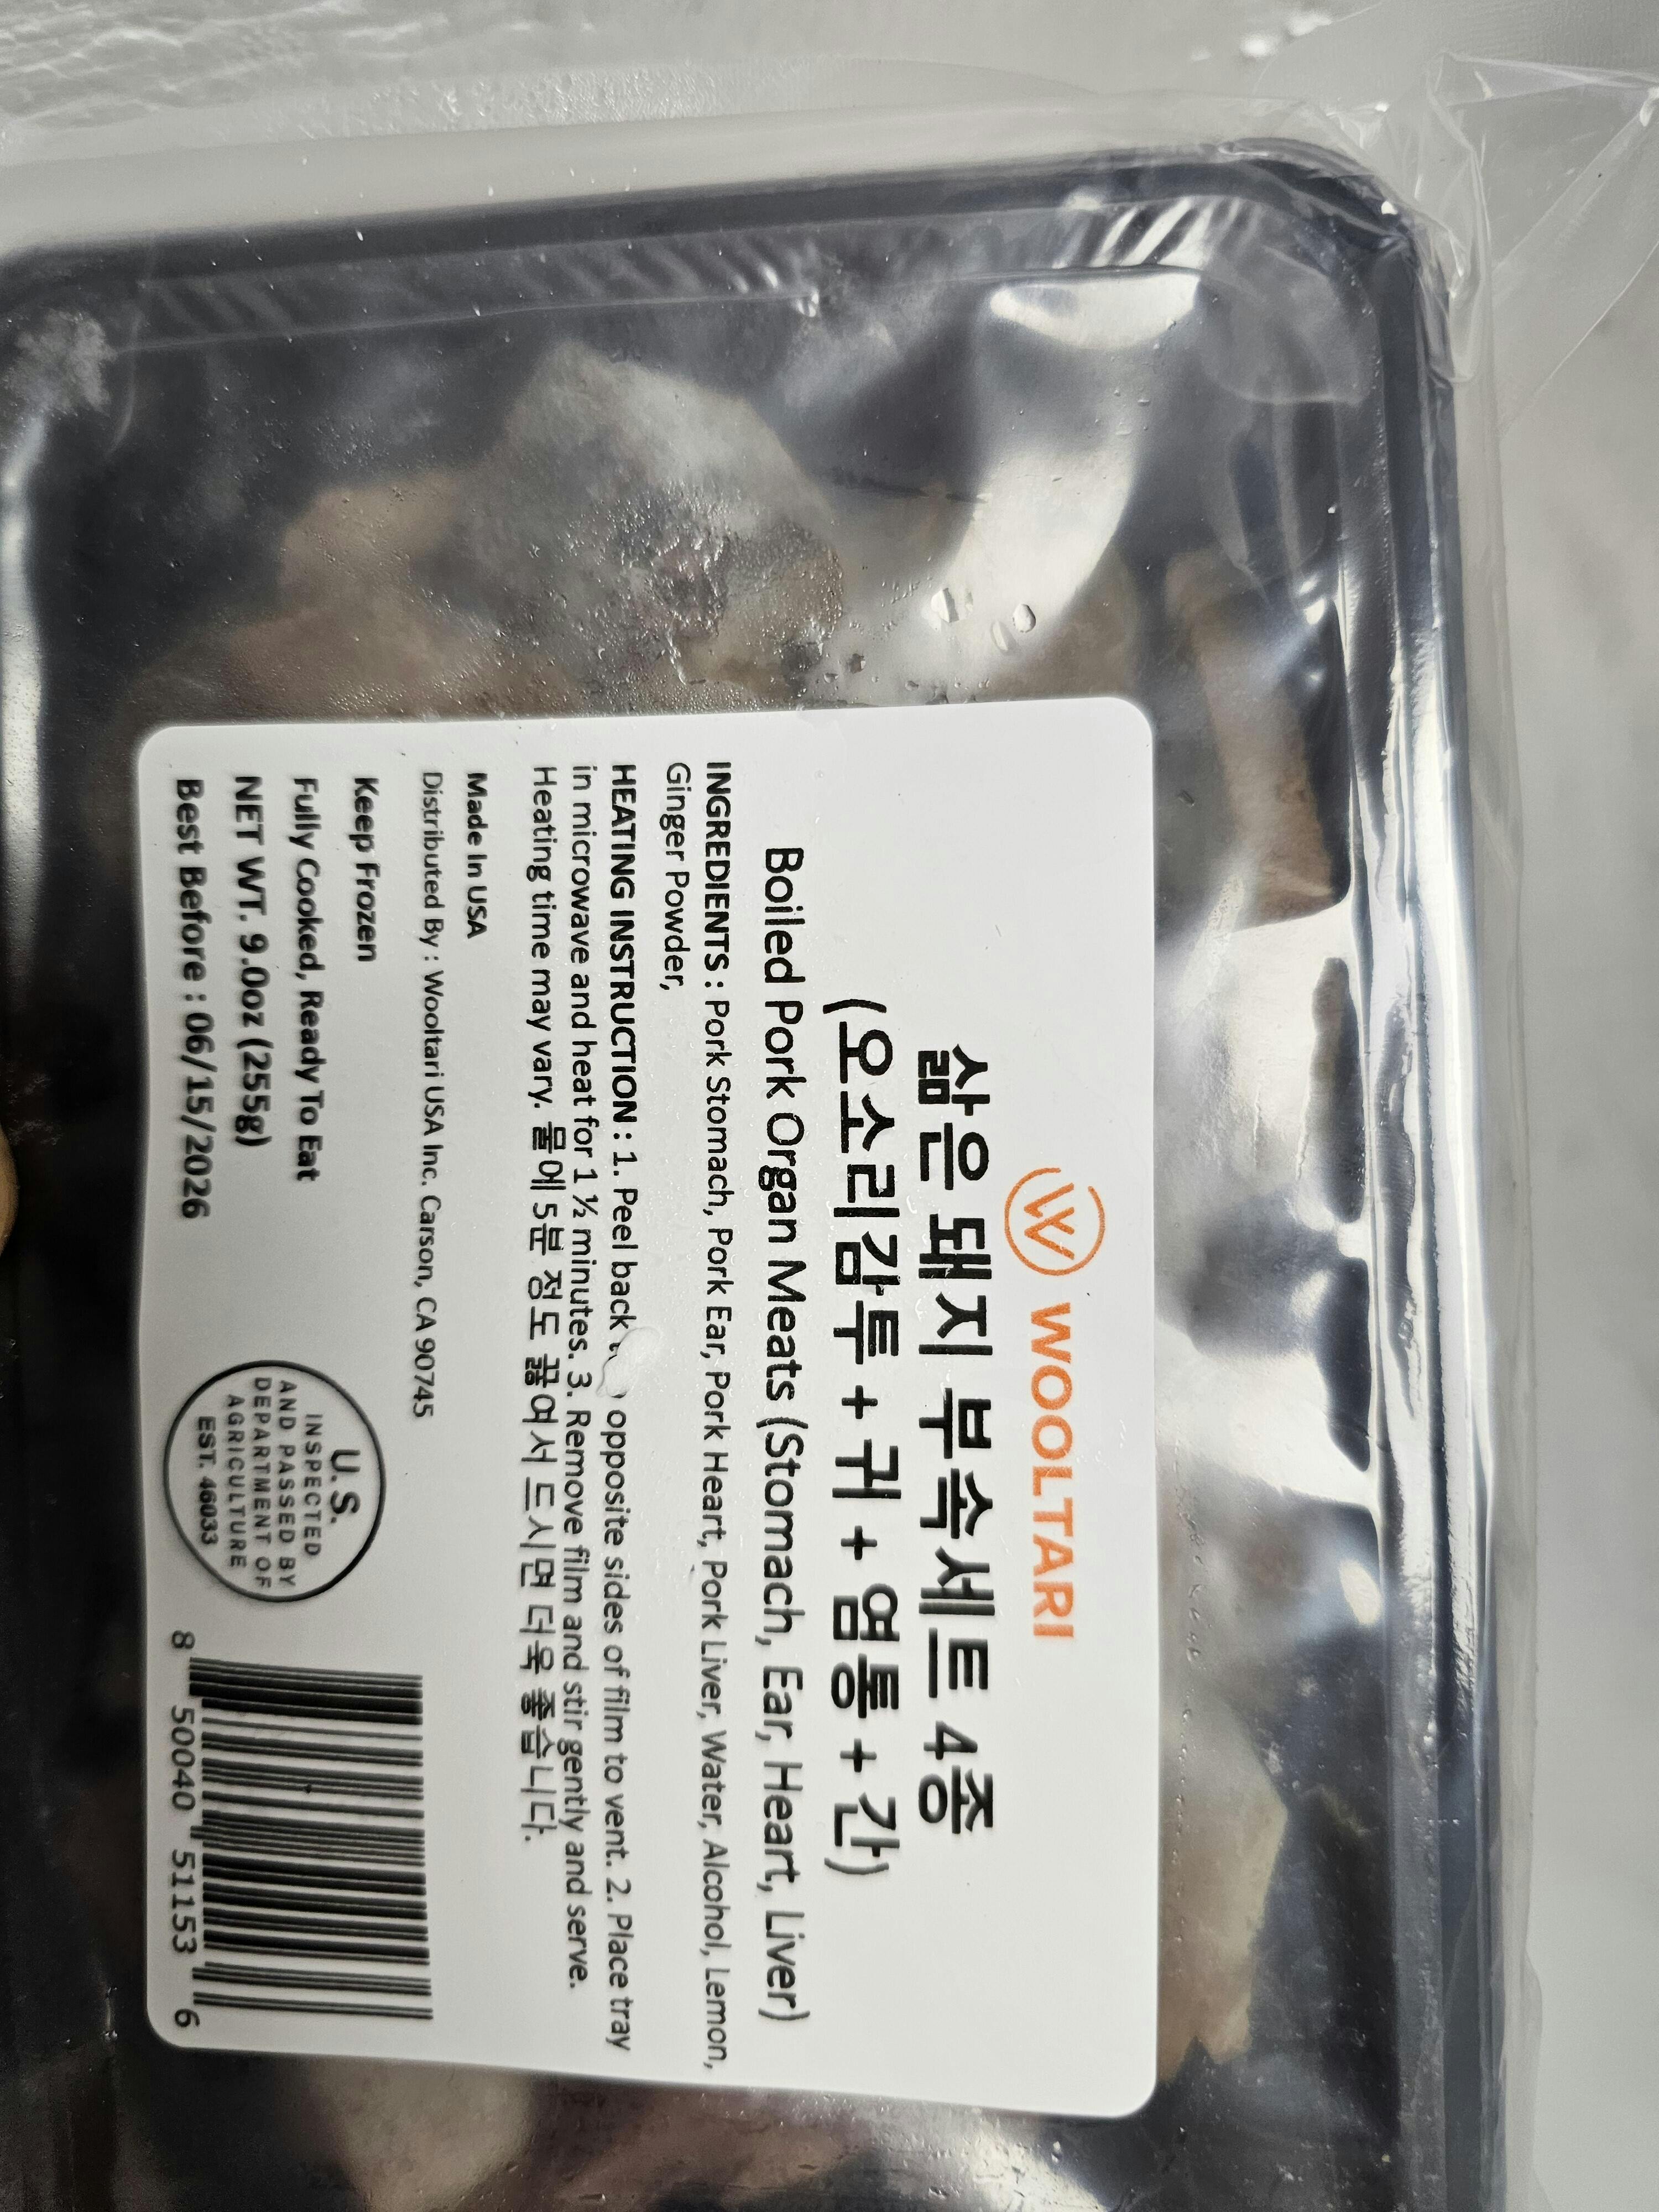 WOOLTARI
삶은 돼지 부속세트 4종
(오소리감투 + 귀 + 염통 + 간)
Boiled Pork Organ Meats (Stomach, Ear, Heart, Liver)
INGREDIENTS : Pork Stomach, Pork Ear, Pork Heart, Pork Liver, Water, Alcohol, Lemon,
Ginger Powder,
HEATING INSTRUCTION : 1. Peel back opposite sides of film to vent. 2. Place tray
in microwave and heat for 1 ½ minutes. 3. Remove film and stir gently and serve.
Heating time may vary. 물에 5분 정도 끓여서 드시면 더욱 좋습니다.
Made In USA
Distributed By : Wooltari USA Inc. Carson, CA 90745
Keep Frozen
Fully Cooked, Ready To Eat
NET WT. 9.0oz (255g)
Best Before : 06/15/2026
U.S.
INSPECTED
AND PASSED BY
DEPARTMENT OF
AGRICULTURE
EST. 46033
8 50040 51153 6